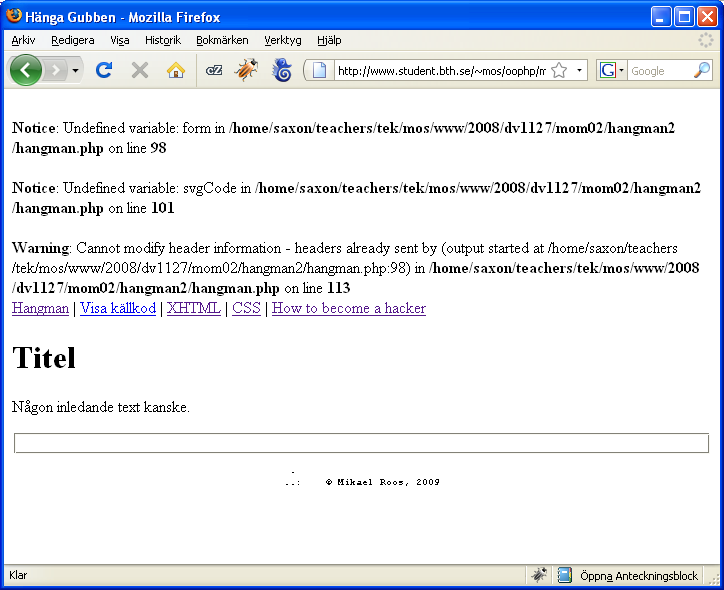 Hänga Gubben - Mozilla Firefox
Arkiv Redigera Visa Historik Bokmärken Verktyg Hjälp
http://www.student.bth.se/~mos/oophp/m Google
Notice: Undefined variable: form in /home/saxon/teachers/tek/mos/www/2008/dv1127/mom02/hangman2
/hangman.php on line 98
Notice: Undefined variable: svgCode in /home/saxon/teachers/tek/mos/www/2008/dv1127/mom02/hangman2
/hangman.php on line 101
Warning: Cannot modify header information - headers already sent by (output started at /home/saxon/teachers
/tek/mos/www/2008/dv1127/mom02/hangman2/hangman.php:98) in /home/saxon/teachers/tek/mos/www/2008
/dv1127/mom02/hangman2/hangman.php on line 113
Hangman | Visa källkod | XHTML | CSS | How to become a hacker
Titel
Någon inledande text kanske.
..: © Mikael Roos, 2009
Klar Öppna Anteckningsblock